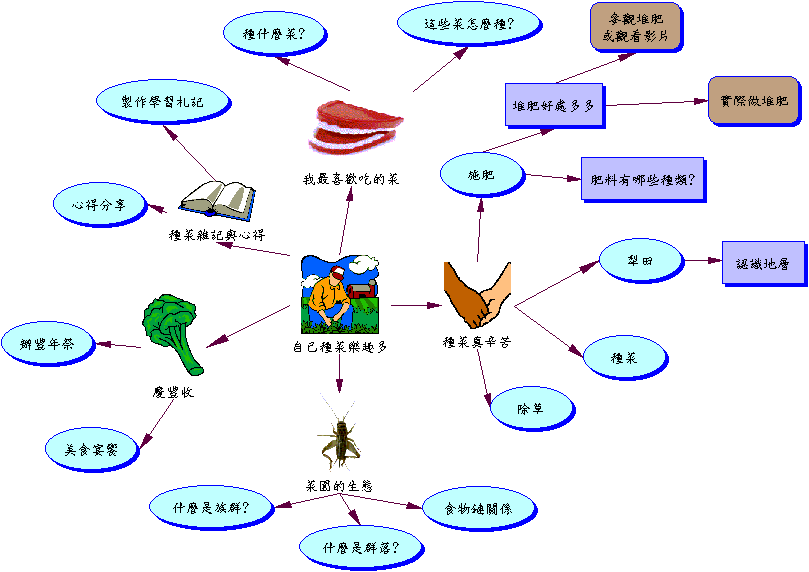 種什麼菜?
這些菜怎麼種?
參觀堆肥
或觀看影片
製作學習札記
堆肥好處多多
實際做堆肥
我最喜歡吃的菜
施肥
肥料有哪些種類?
心得分享
種菜雜記與心得
犁田
認識地層
辦豐年祭
自己種菜樂趣多
種菜真辛苦
種菜
慶豐收
除草
美食宴饗
菜園的生態
什麼是族群?
食物鏈關係
什麼是群落?